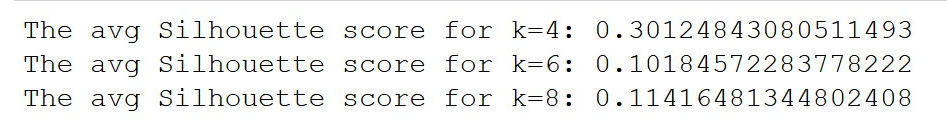 The avg Silhouette score for k=4: 0.30124843080511493
The avg Silhouette score for k=6: 0.10184572283778222
The avg Silhouette score for k=8: 0.11416481344802408